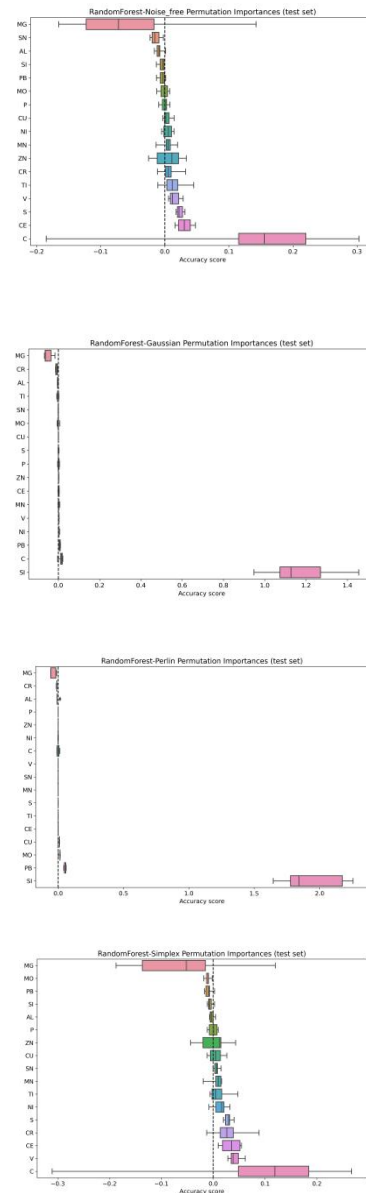 RandomForest-Noise_free Permutation Importances (test set)
MG
SN
AL
SI
PB
MO
P
CU
NI
MN
ZN
CR
TI
V
S
CE
C
−0.2 −0.1 0.0 0.1 0.2 0.3
Accuracy score
RandomForest-Gaussian Permutation Importances (test set)
MG
CR
AL
TI
SN
MO
CU
S
P
ZN
CE
MN
V
NI
PB
C
SI
0.0 0.2 0.4 0.6 0.8 1.0 1.2 1.4
Accuracy score
RandomForest-Perlin Permutation Importances (test set)
MG
CR
AL
P
ZN
NI
C
V
SN
MN
S
TI
CE
CU
MO
PB
SI
0.0 0.5 1.0 1.5 2.0
Accuracy score
RandomForest-Simplex Permutation Importances (test set)
MG
MO
PB
SI
AL
P
ZN
CU
SN
MN
TI
NI
S
CR
CE
V
C
−0.3 −0.2 −0.1 0.0 0.1 0.2
Accuracy score